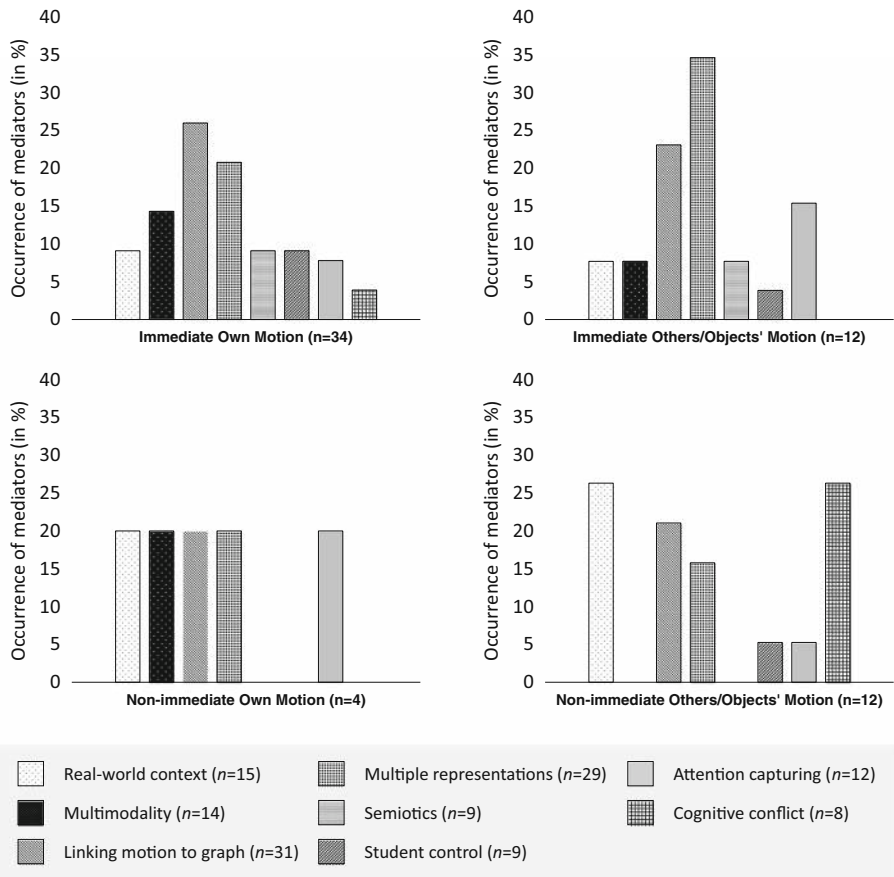 Occurrence of mediators (in %)
40
35
30
25
20
15
10
5
0
Immediate Own Motion (n=34)
Occurrence of mediators (in %)
40
35
30
25
20
15
10
5
0
Immediate Others/Objects' Motion (n=12)
Occurrence of mediators (in %)
40
35
30
25
20
15
10
5
0
Non-immediate Own Motion (n=4)
Occurrence of mediators (in %)
40
35
30
25
20
15
10
5
0
Non-immediate Others/Objects' Motion (n=12)
Real-world context (n=15)
Multimodality (n=14)
Linking motion to graph (n=31)
Multiple representations (n=29)
Semiotics (n=9)
Student control (n=9)
Attention capturing (n=12)
Cognitive conflict (n=8)